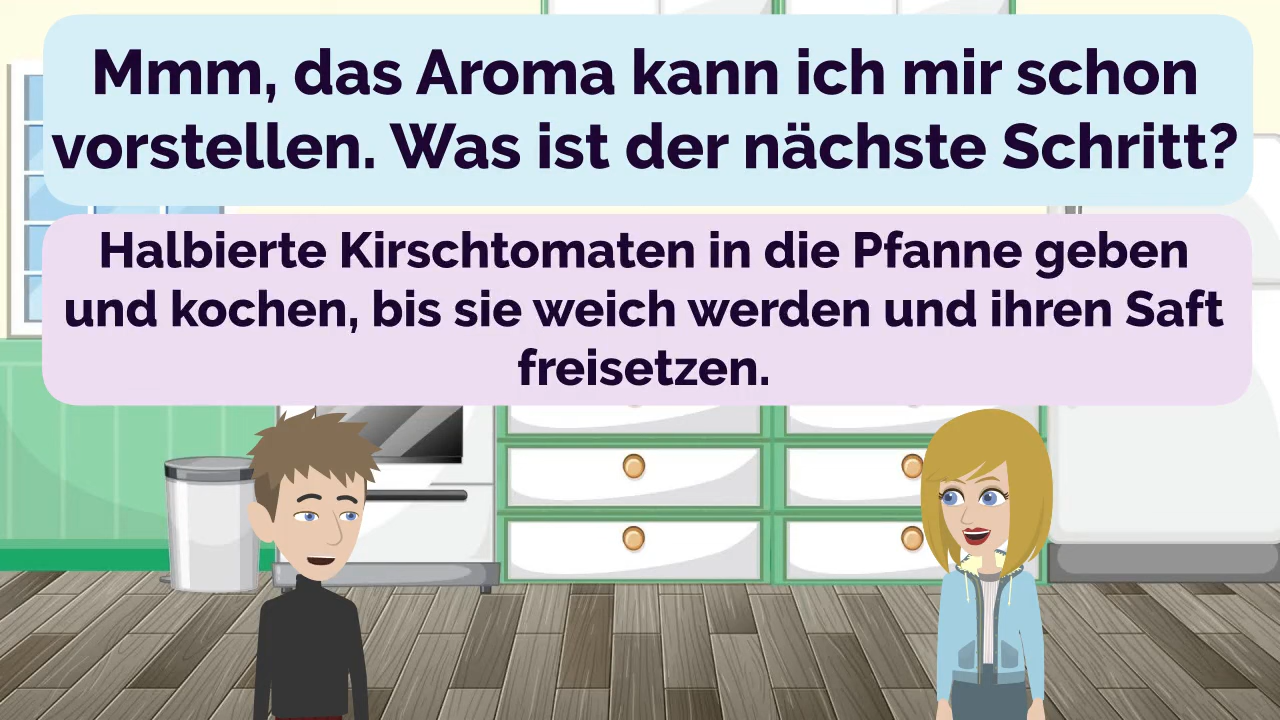 Mmm, das Aroma kann ich mir schon
vorstellen. Was ist der nächste Schritt?
Halbierte Kirschtomaten in die Pfanne geben
und kochen, bis sie weich werden und ihren Saft
freisetzen.